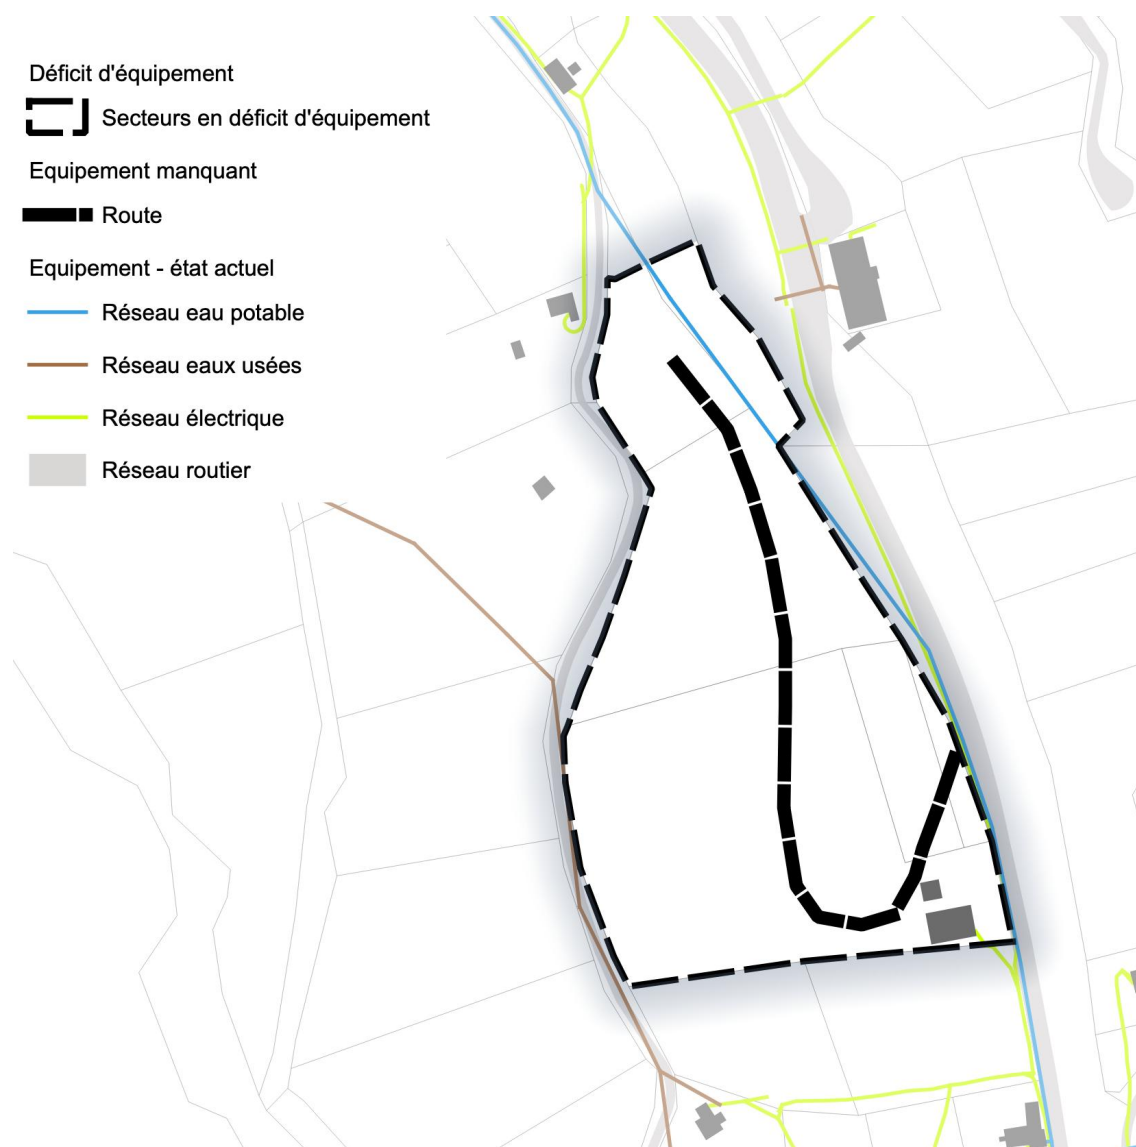 Déficit d'équipement
Secteurs en déficit d'équipement
Equipement manquant
Route
Equipement - état actuel
Réseau eau potable
Réseau eaux usées
Réseau électrique
Réseau routier